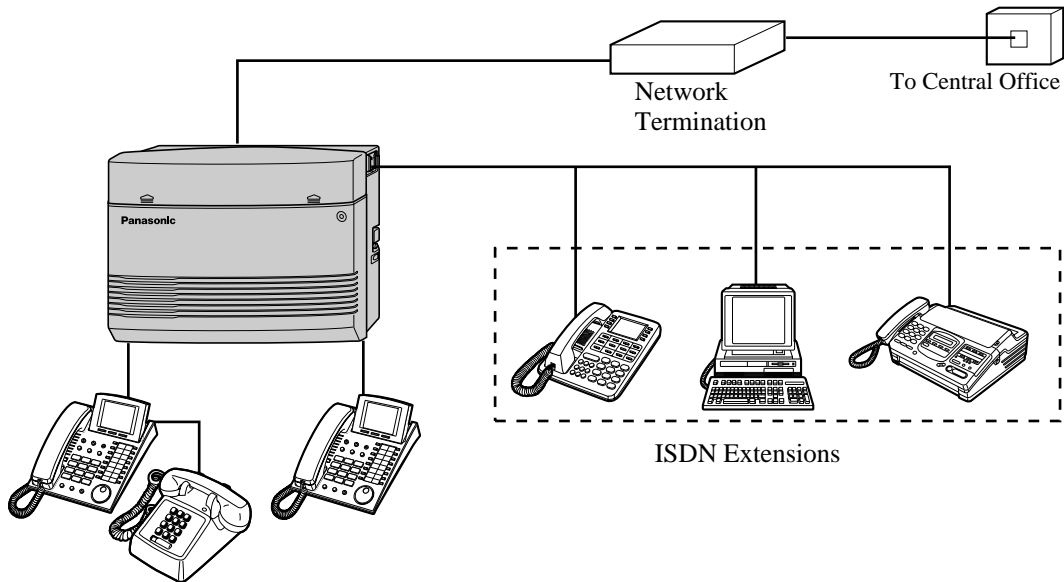 To Central Office
Network
Termination
Panasonic
ISDN Extensions